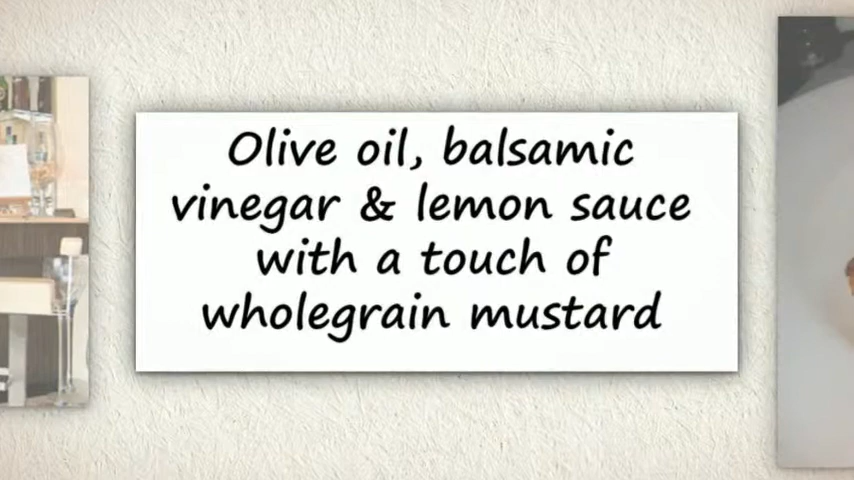 Olive oil, balsamic
vinegar & lemon sauce
with a touch of
wholegrain mustard